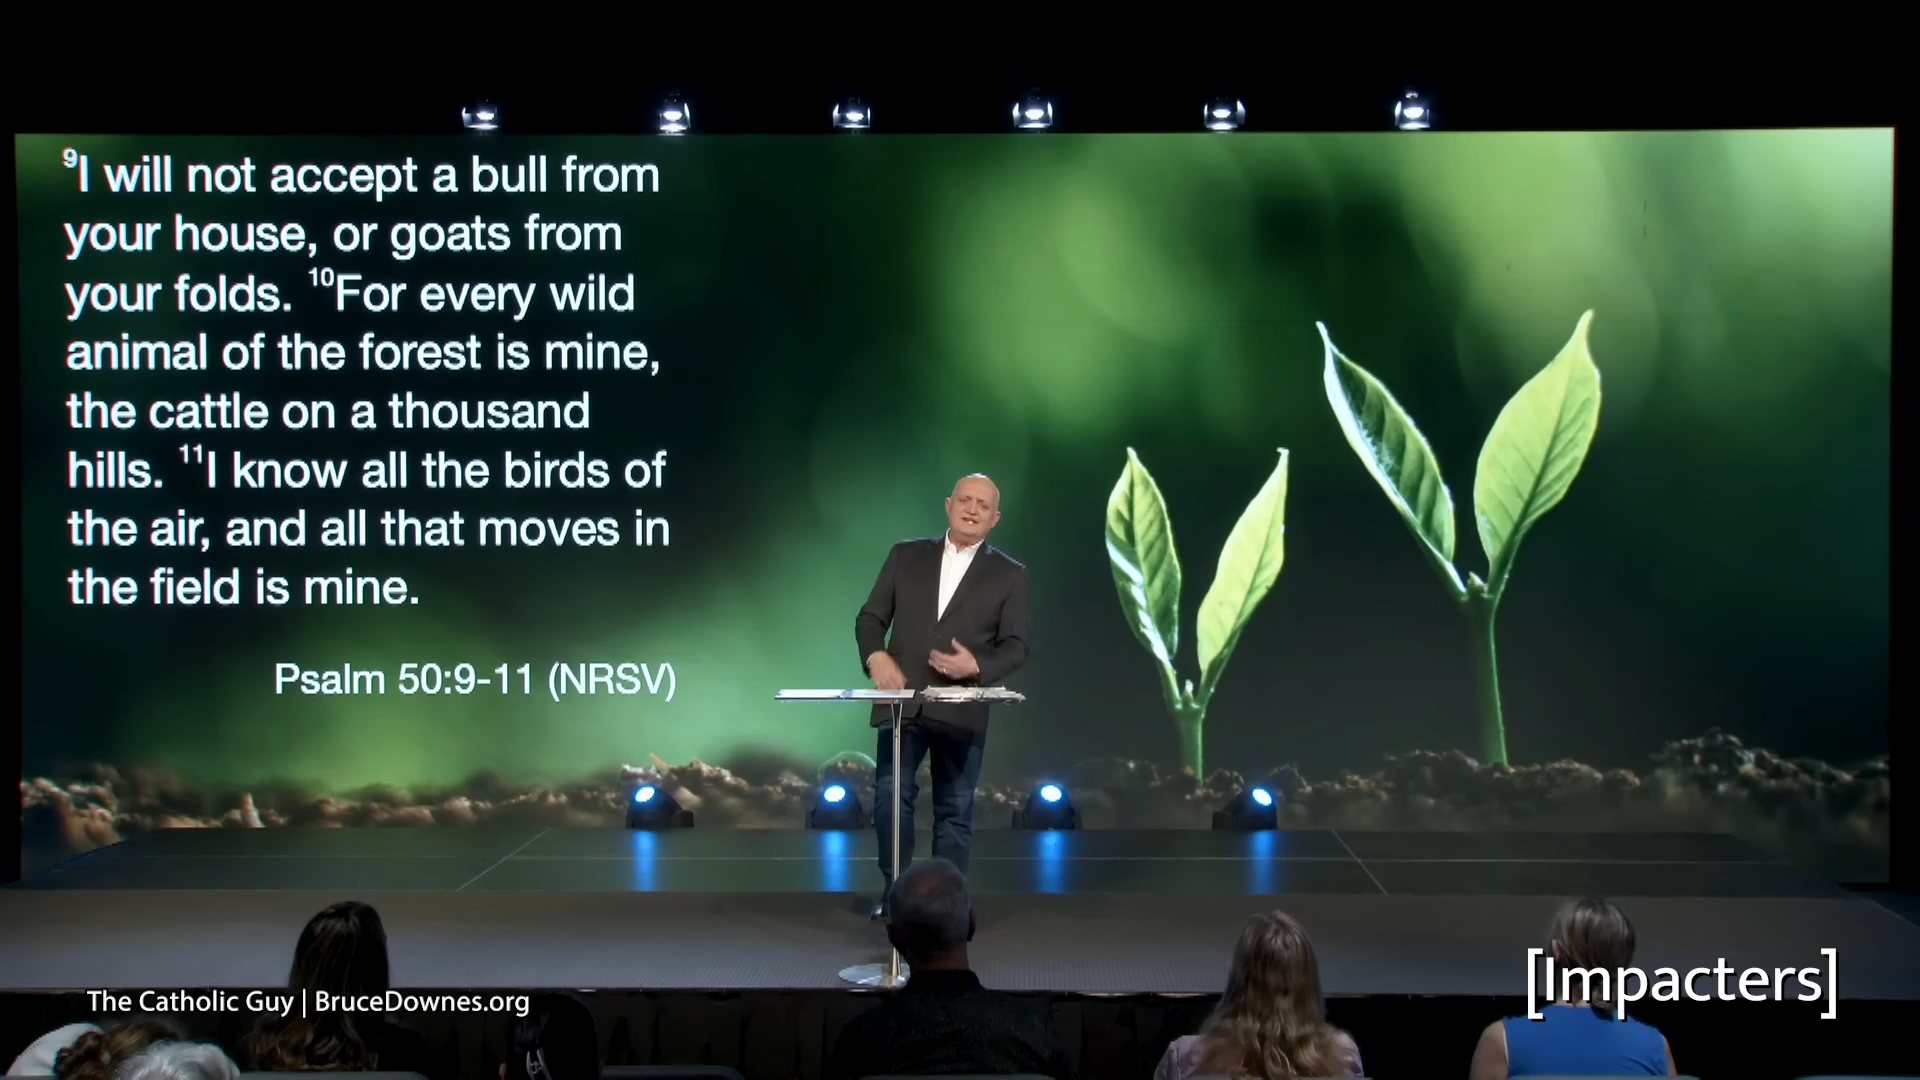 ⁹I will not accept a bull from
your house, or goats from
your folds. ¹⁰For every wild
animal of the forest is mine,
the cattle on a thousand
hills. ¹¹I know all the birds of
the air, and all that moves in
the field is mine.
Psalm 50:9-11 (NRSV)
The Catholic Guy | BruceDownes.org
[Impacters]